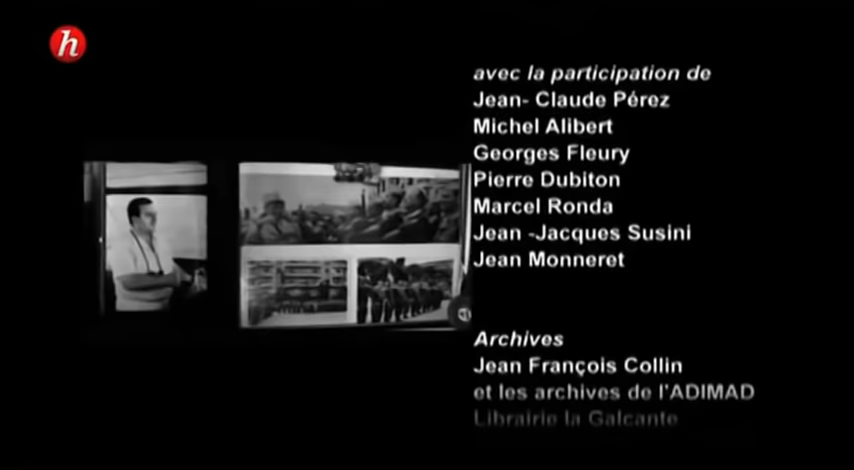 h
avec la participation de
Jean- Claude Pérez
Michel Alibert
Georges Fleury
Pierre Dubiton
Marcel Ronda
Jean -Jacques Susini
Jean Monneret
Archives
Jean François Collin
et les archives de l'ADIMAD
Librairie la Galcante